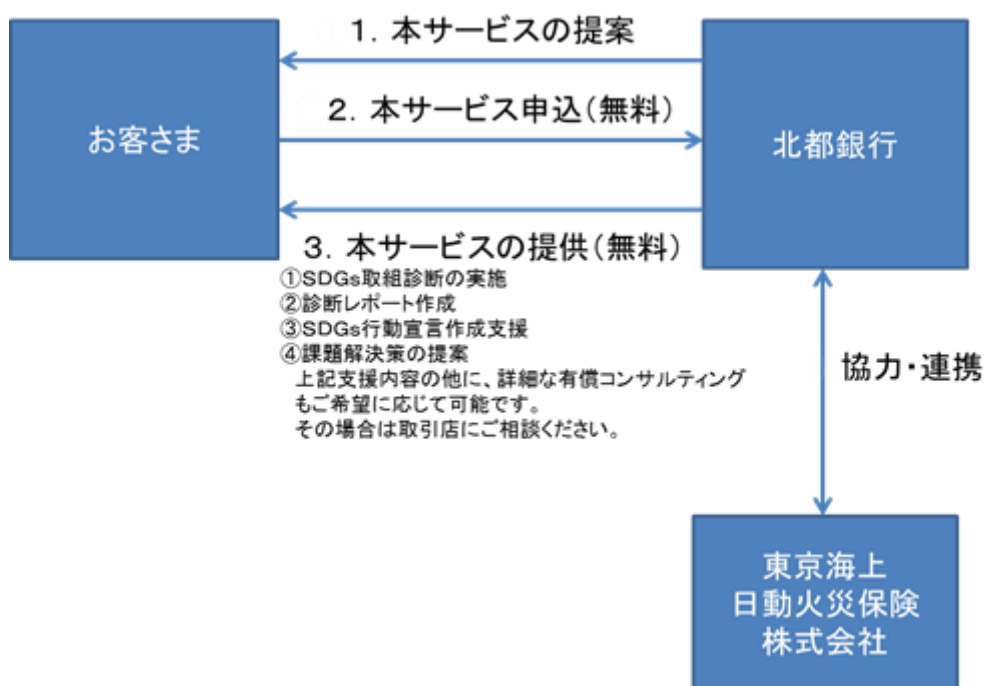 1．本サービスの提案
2．本サービス申込（無料）
お客さま
北都銀行
3．本サービスの提供（無料）
①SDGs取組診断の実施
②診断レポート作成
③SDGs行動宣言作成支援
④課題解決策の提案
上記支援内容の他に、詳細な有償コンサルティング
もご希望に応じて可能です。
その場合は取引店にご相談ください。
協力・連携
東京海上
日動火災保険
株式会社